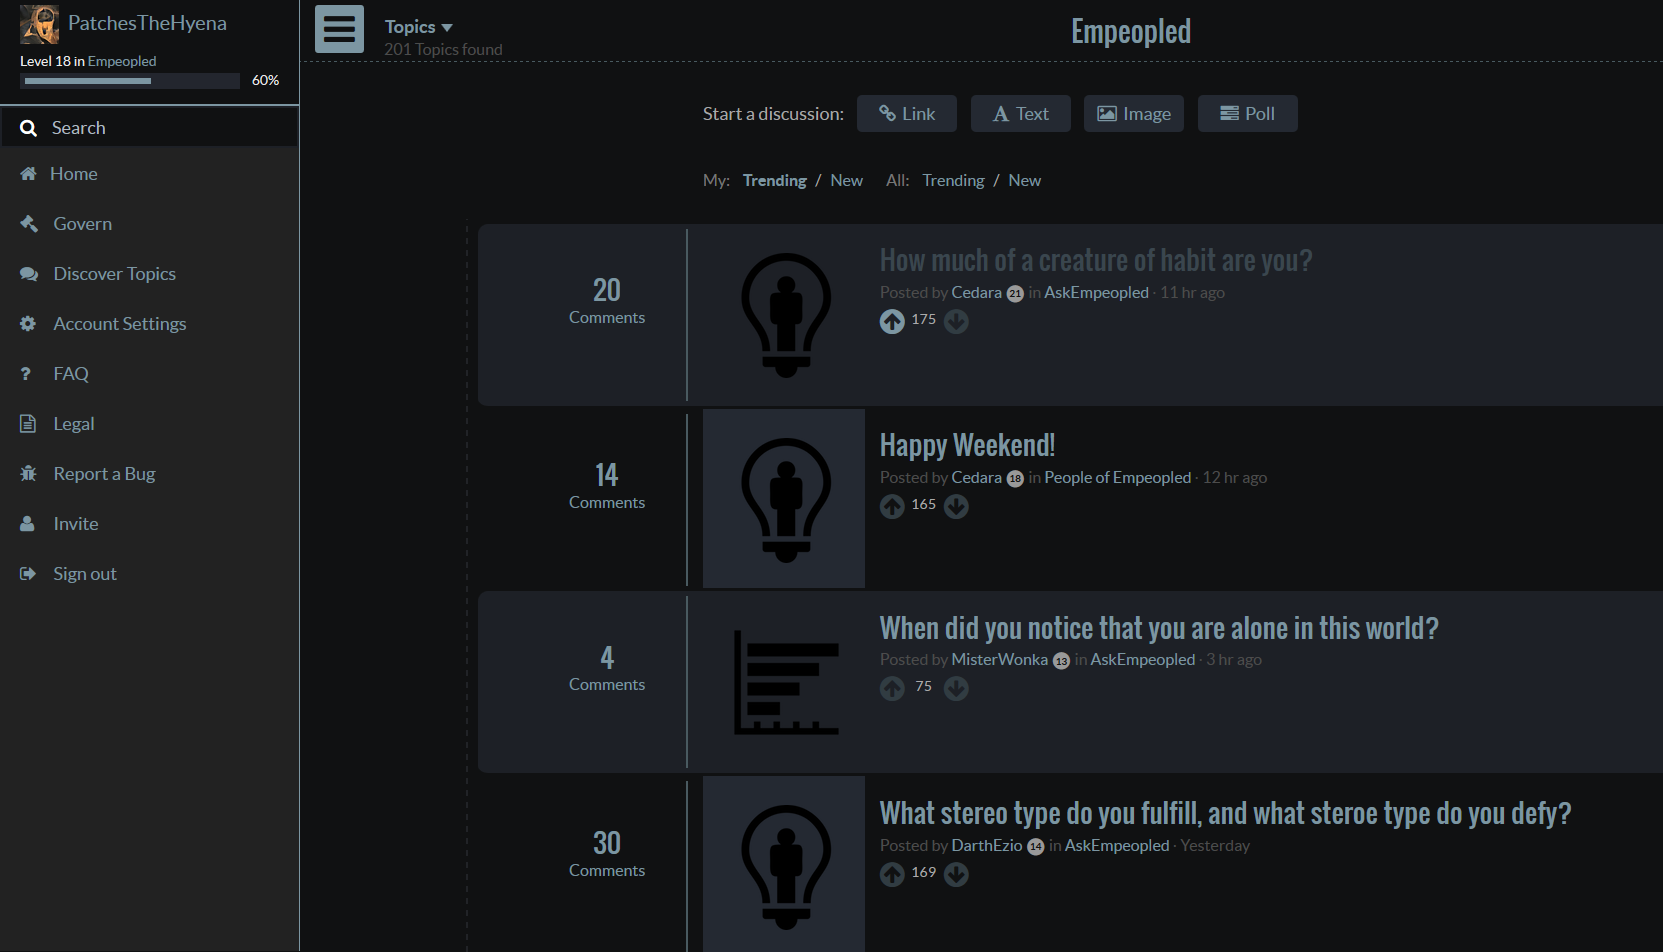 PatchesTheHyena
Level 18 in Empeopled
60%
Search
Home
Govern
Discover Topics
Account Settings
FAQ
Legal
Report a Bug
Invite
Sign out
Topics
201 Topics found
Empeopled
Start a discussion: Link Text Image Poll
My: Trending / New All: Trending / New
20
Comments
How much of a creature of habit are you?
Posted by Cedara 21 in AskEmpeopled · 11 hr ago
175
14
Comments
Happy Weekend!
Posted by Cedara 18 in People of Empeopled · 12 hr ago
165
4
Comments
When did you notice that you are alone in this world?
Posted by MisterWonka 13 in AskEmpeopled · 3 hr ago
75
30
Comments
What stereo type do you fulfill, and what steroe type do you defy?
Posted by DarthEzio 14 in AskEmpeopled · Yesterday
169